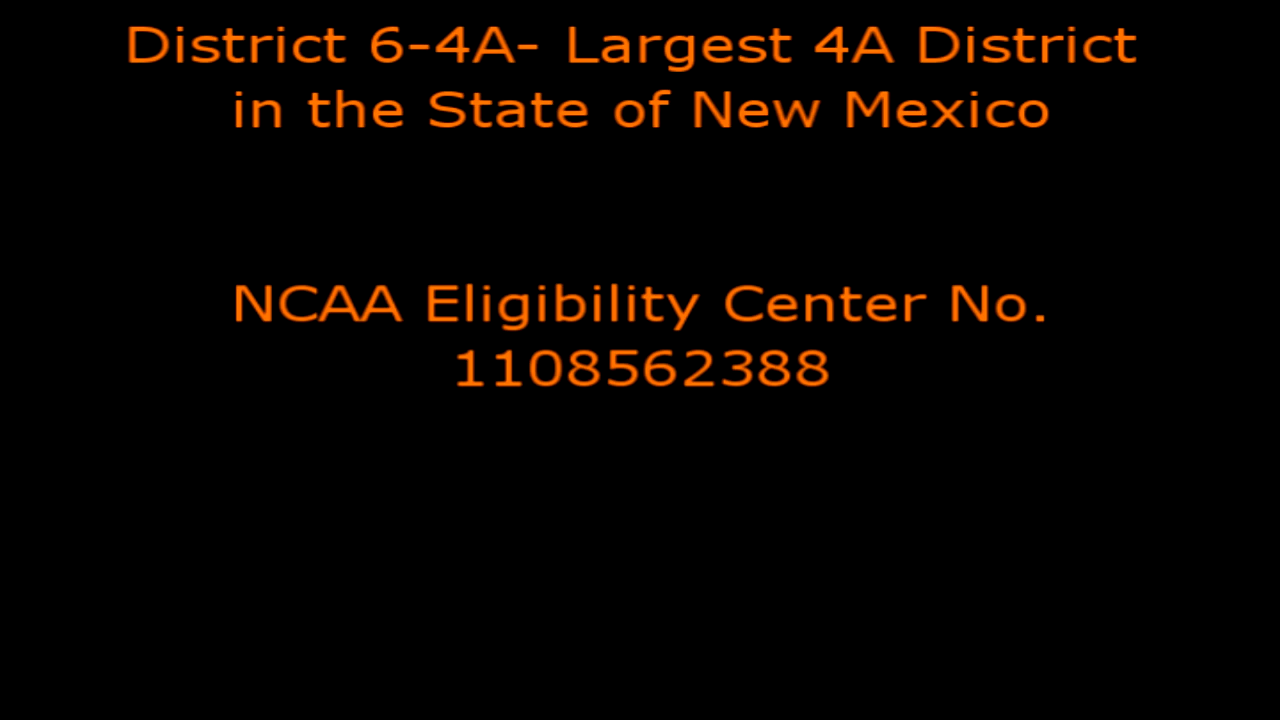 District 6-4A- Largest 4A District
in the State of New Mexico
NCAA Eligibility Center No.
1108562388